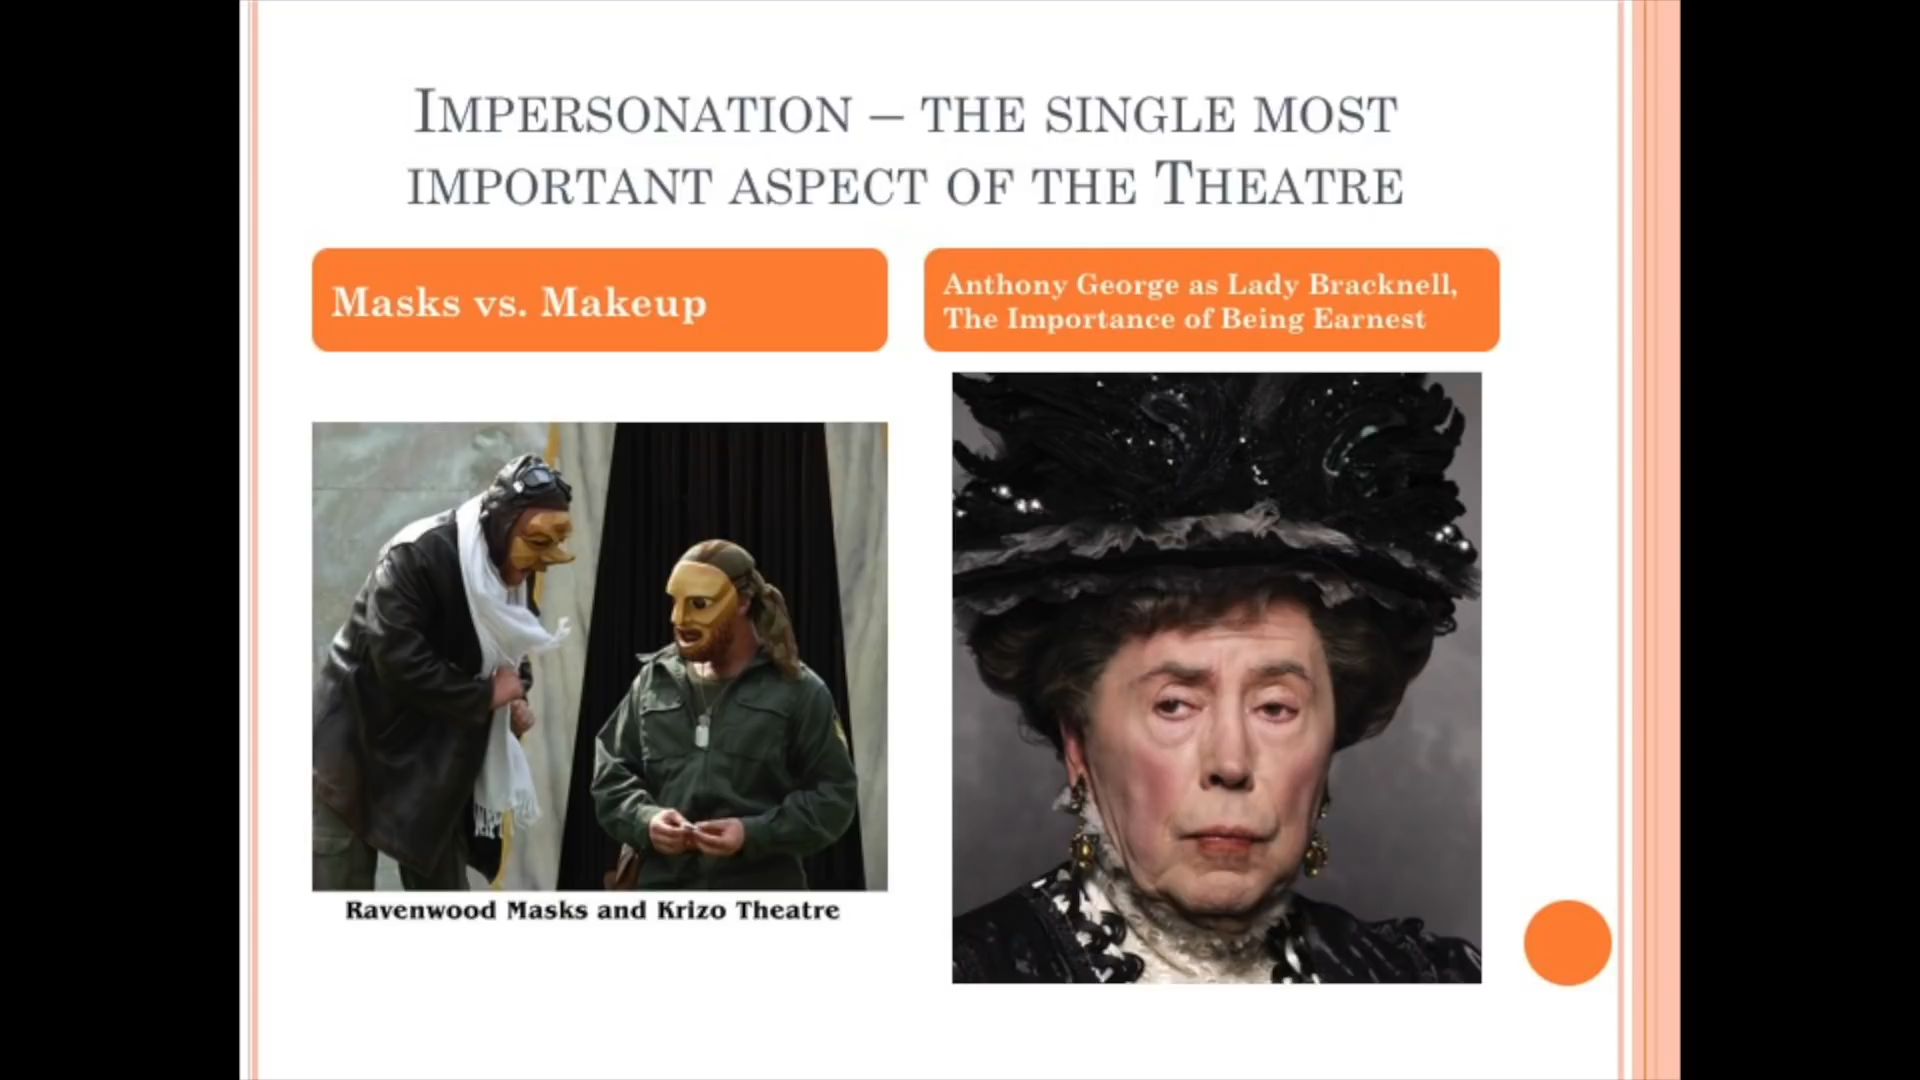 Impersonation – the single most
important aspect of the Theatre
Masks vs. Makeup
Anthony George as Lady Bracknell,
The Importance of Being Earnest
Ravenwood Masks and Krizo Theatre